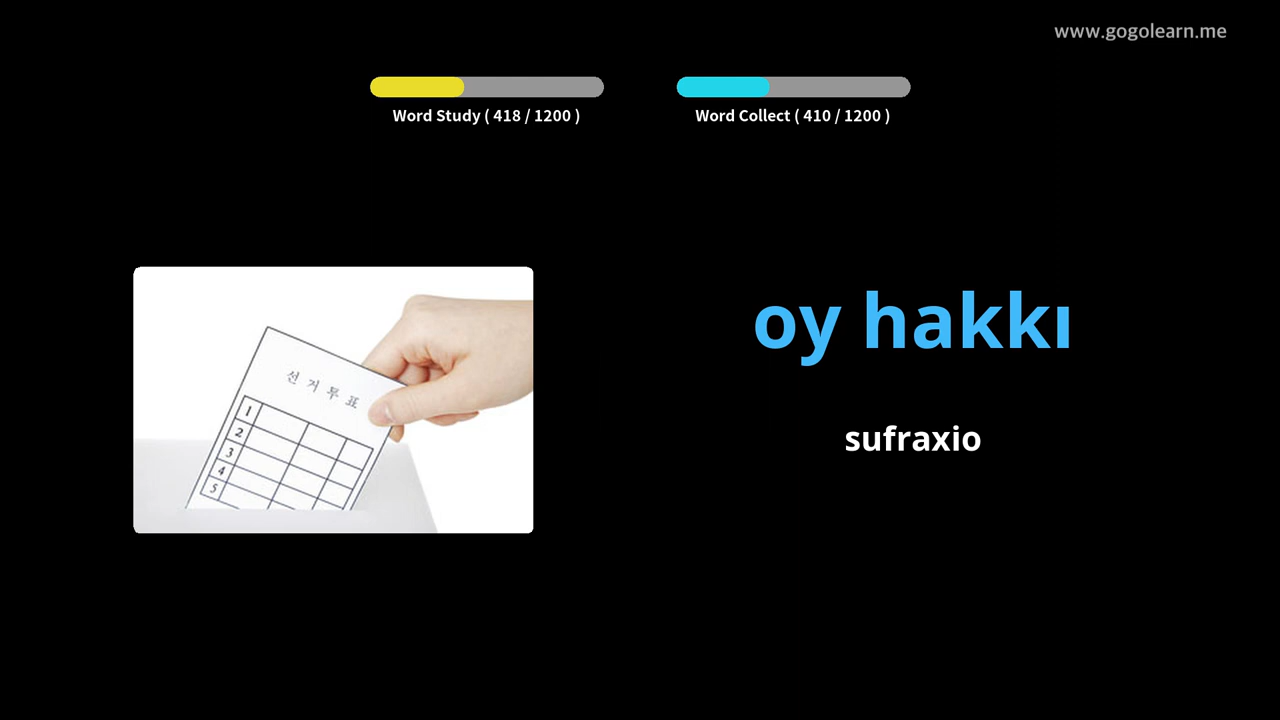 www.gogolearn.me
Word Study ( 418 / 1200 )
Word Collect ( 410 / 1200 )
선거투표
1
2
3
4
5
oy hakkı
sufraxio